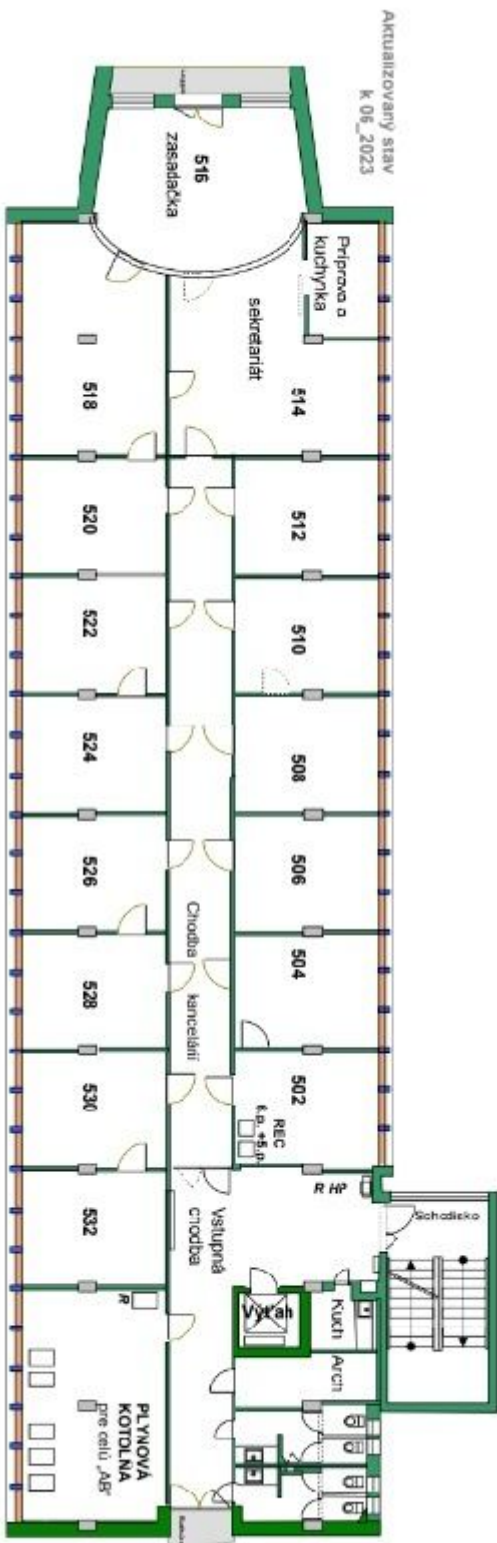 Aktualizovaný stav
k 06_2023
516
zasadačka
Príprava a
kuchynka
sekretariát
514
518
512
520
510
522
508
524
506
526
504
528
Chodba
kancelárií
502
530
REC
6.p. +5.p.
532
R HP
Schodisko
vstupná
chodba
Výťah
Kuch
Arch
R
PLYNOVÁ
KOTOLŇA
pre celú „AB“